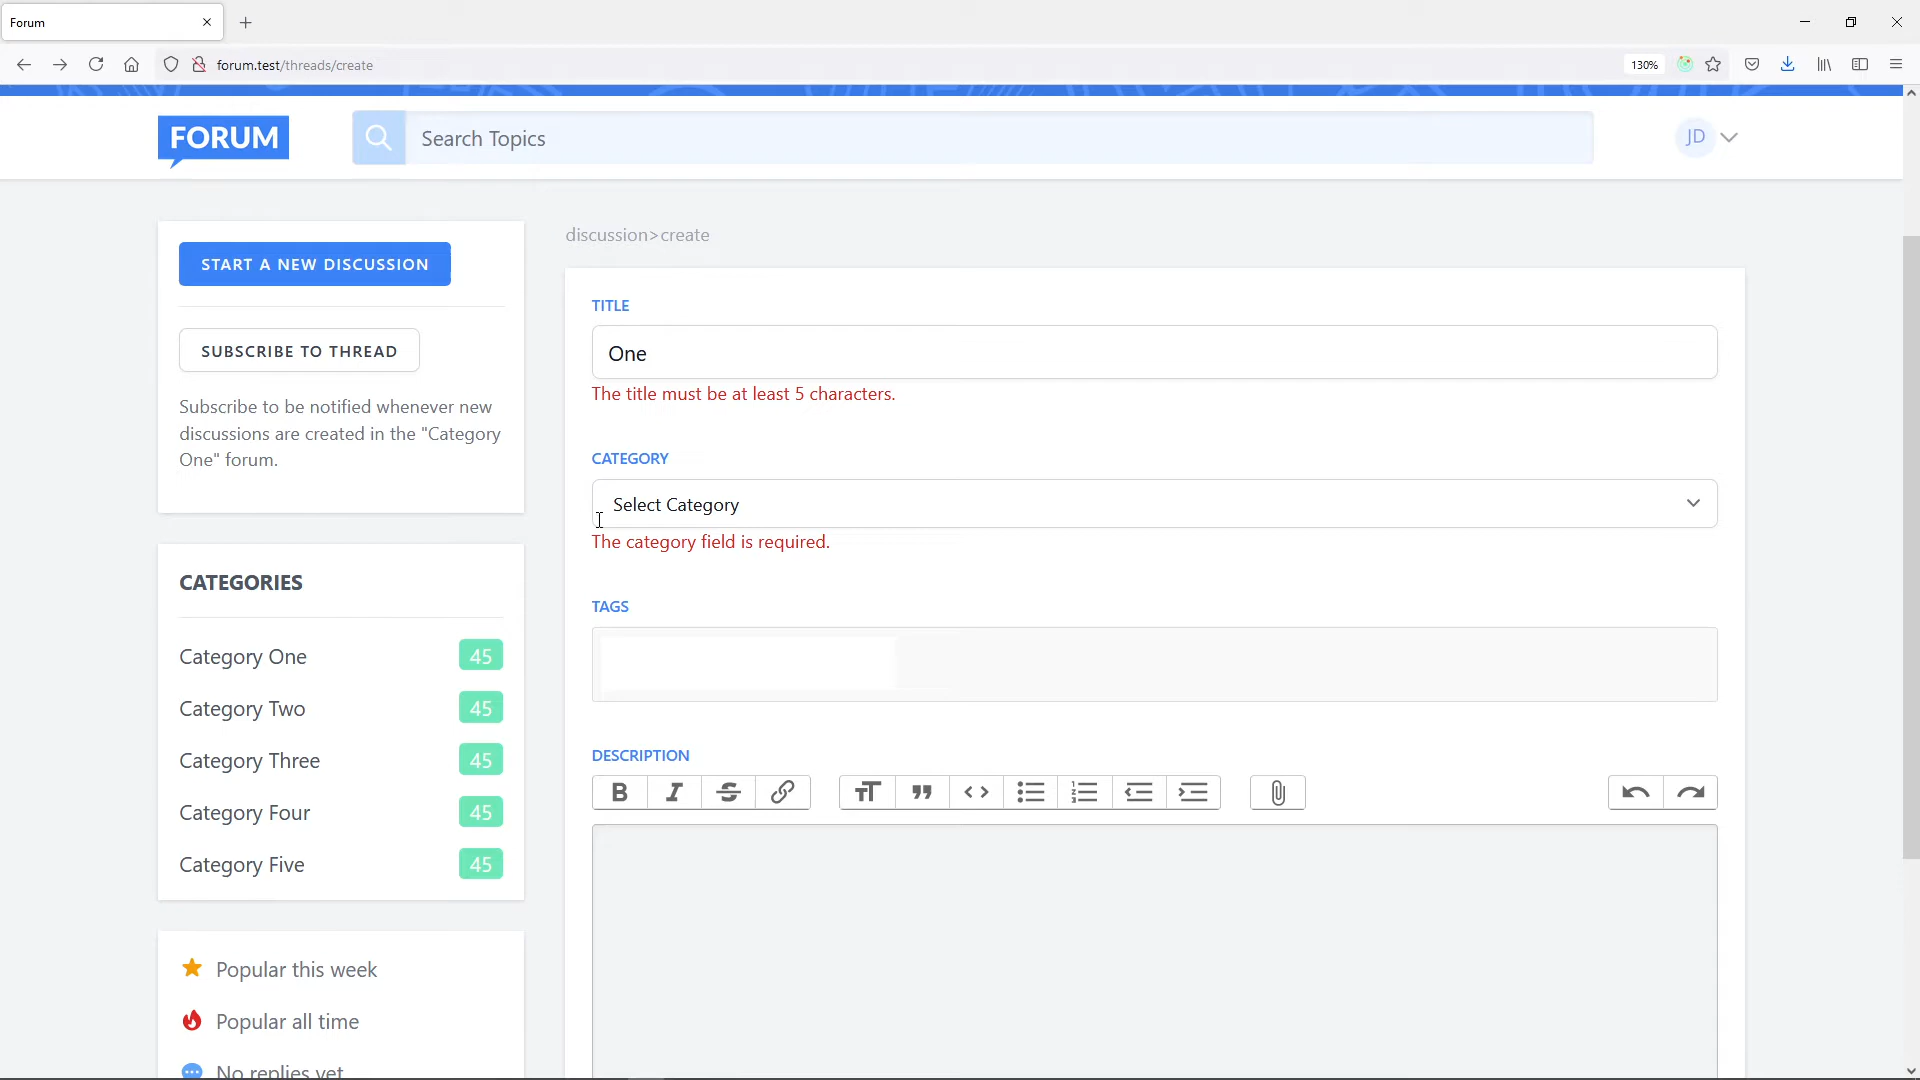 Forum
forum.test/threads/create
130%
FORUM
Search Topics
JD
START A NEW DISCUSSION
SUBSCRIBE TO THREAD
Subscribe to be notified whenever new
discussions are created in the "Category
One" forum.
CATEGORIES
Category One 45
Category Two 45
Category Three 45
Category Four 45
Category Five 45
Popular this week
Popular all time
No replies yet
discussion>create
TITLE
One
The title must be at least 5 characters.
CATEGORY
Select Category
The category field is required.
TAGS
DESCRIPTION